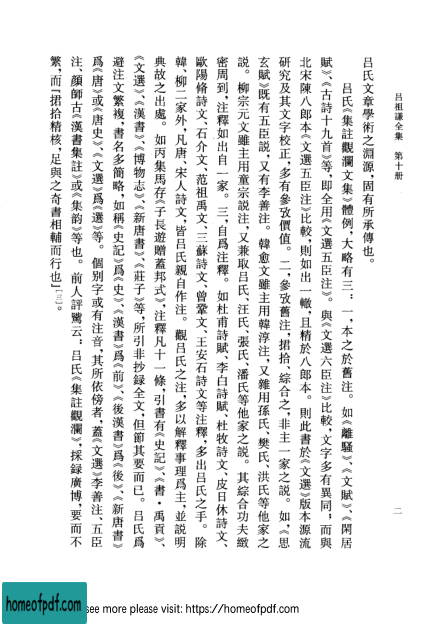 呂祖謙全集　第十册
二
呂氏文章學術之淵源，固有所承傳也。
呂氏《集註觀瀾文集》體例，大略有三：一，本之於舊注。如《離騷》、《文賦》、《閑居
賦》、《古詩十九首》等，即全用《文選五臣注》。與《文選六臣注》比較，文字多有異同；而與
北宋陳八郎本《文選五臣注》比較，則如出一轍，且精於八郎本。則此書於《文選》版本源流
研究及其文字校正，多有參攷價值。二，參攷舊注，捃拾、綜合之，非主一家之説。如《思
玄賦》既有五臣説，又有李善注。韓愈文雖主用韓淳注，又雜用孫氏、樊氏、洪氏等他家之
説。柳宗元文雖主用童宗説注，又兼取吕氏、汪氏、張氏、潘氏等他家之説。其綜合功夫緻
密周到，注釋如出自一家。三，自爲注釋。如杜甫詩賦、李白詩賦、杜牧詩文、皮日休詩文、
歐陽脩詩文、石介文、范祖禹文、三蘇詩文、曾鞏文、王安石詩文等注釋，多出吕氏之手。除
韓、柳二家外，凡唐、宋人詩文，皆吕氏親自作注。觀吕氏之注，多以解釋事理爲主，並説明
典故之出處。如丙集馬存《子長遊贈蓋邦式》，注釋凡十一條，引書有《史記》、《書·禹貢》、
《文選》、《漢書》、《博物志》、《新唐書》、《莊子》等，所引非抄録全文，但節其要而已。吕氏爲
避注文繁複，書名多簡略，如稱《史記》爲《史》、《漢書》爲《前》、《後漢書》爲《後》、《新唐書》
爲《唐》或《唐史》、《文選》爲《選》等。個别字或有注音，其所依傍者，蓋《文選》李善注、五臣
注、顔師古《漢書集註》或《集韵》等也。前人評騭云：吕氏《集註觀瀾》，採録廣博，要而不
繁，而「捃拾精核，足與之奇書相輔而行也」[三]。
homeofpdf.com
see more please visit: https://homeofpdf.com